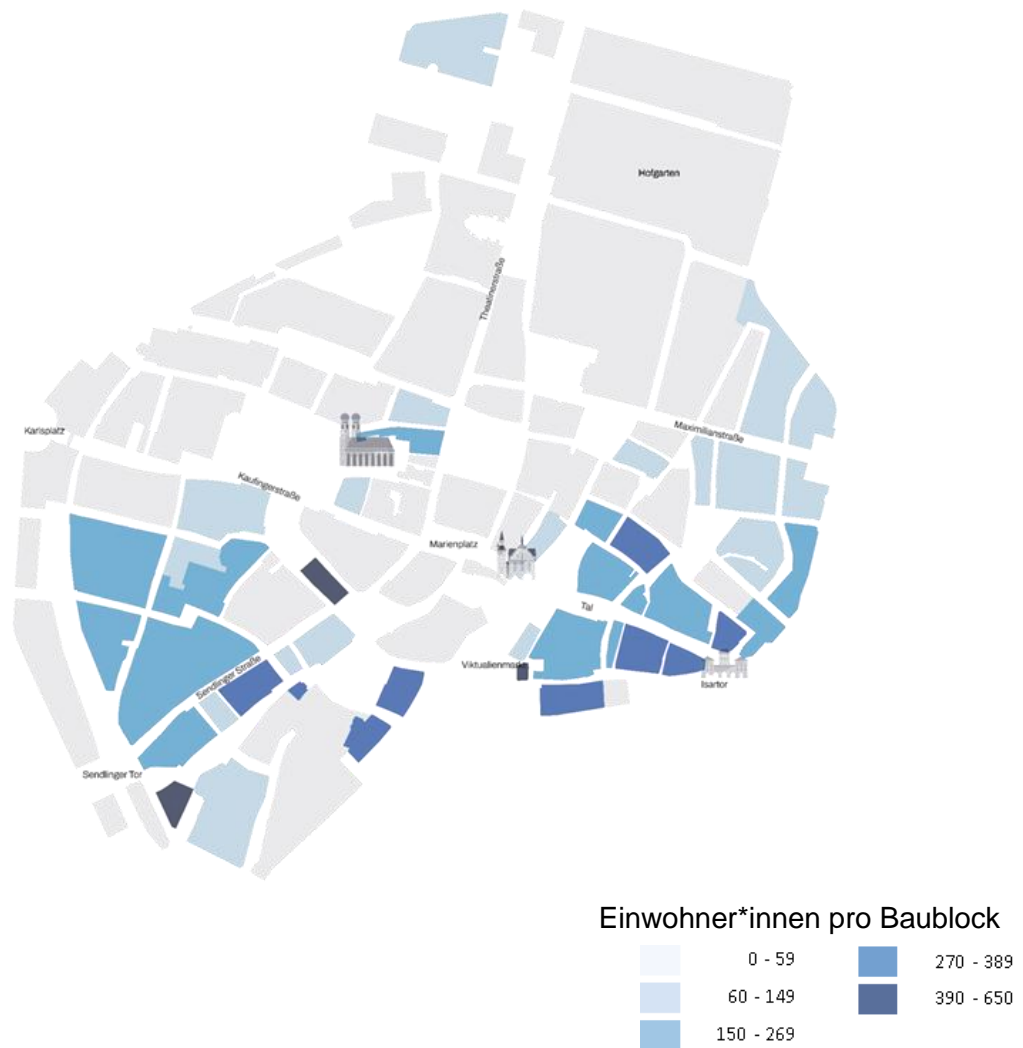 Hofgarten
Theatinerstraße
Karlsplatz
Maximilianstraße
Kaufingerstraße
Marienplatz
Tal
Viktualienmarkt
Sendlinger Straße
Isartor
Sendlinger Tor
Einwohner*innen pro Baublock
0 - 59
270 - 389
60 - 149
390 - 650
150 - 269